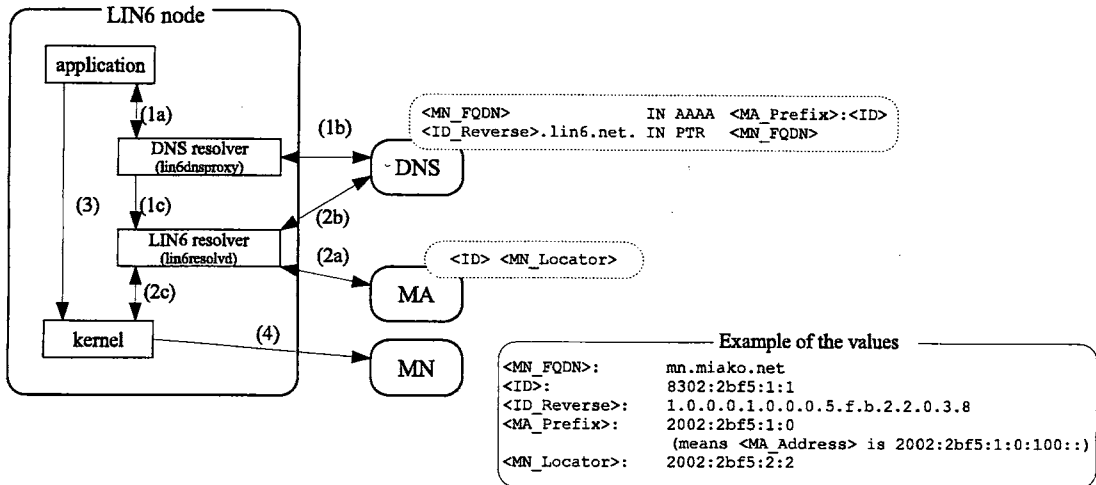 LIN6 node
application
(1a)
(1b)
<MN_FQDN> IN AAAA <MA_Prefix>:<ID>
<ID_Reverse>.lin6.net. IN PTR <MN_FQDN>
DNS resolver
(lin6dnsproxy)
DNS
(3)
(1c)
(2b)
LIN6 resolver
(lin6resolvd)
(2a)
<ID> <MN_Locator>
MA
(2c)
kernel
(4)
MN
Example of the values
<MN_FQDN>: mn.miako.net
<ID>: 8302:2bf5:1:1
<ID_Reverse>: 1.0.0.0.1.0.0.0.5.f.b.2.2.0.3.8
<MA_Prefix>: 2002:2bf5:1:0
(means <MA_Address> is 2002:2bf5:1:0:100::)
<MN_Locator>: 2002:2bf5:2:2